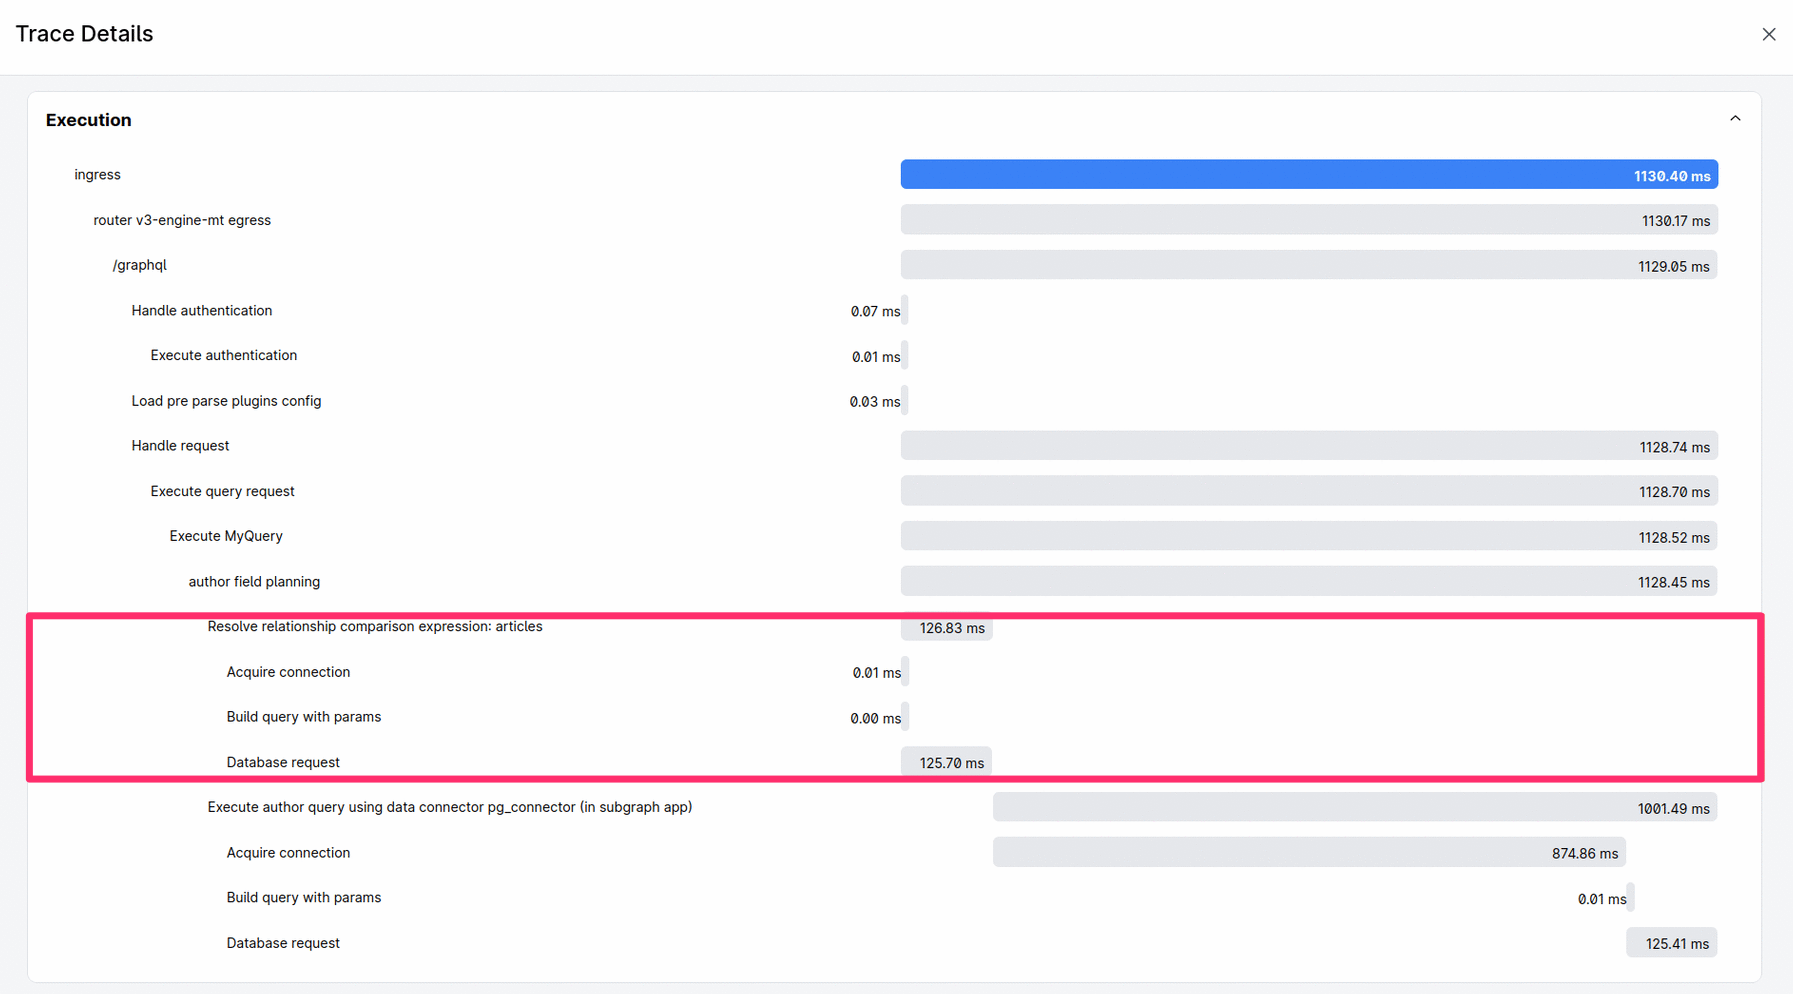 Trace Details
Execution
ingress 1130.40 ms
router v3-engine-mt egress 1130.17 ms
/graphql 1129.05 ms
Handle authentication 0.07 ms
Execute authentication 0.01 ms
Load pre parse plugins config 0.03 ms
Handle request 1128.74 ms
Execute query request 1128.70 ms
Execute MyQuery 1128.52 ms
author field planning 1128.45 ms
Resolve relationship comparison expression: articles 126.83 ms
Acquire connection 0.01 ms
Build query with params 0.00 ms
Database request 125.70 ms
Execute author query using data connector pg_connector (in subgraph app) 1001.49 ms
Acquire connection 874.86 ms
Build query with params 0.01 ms
Database request 125.41 ms